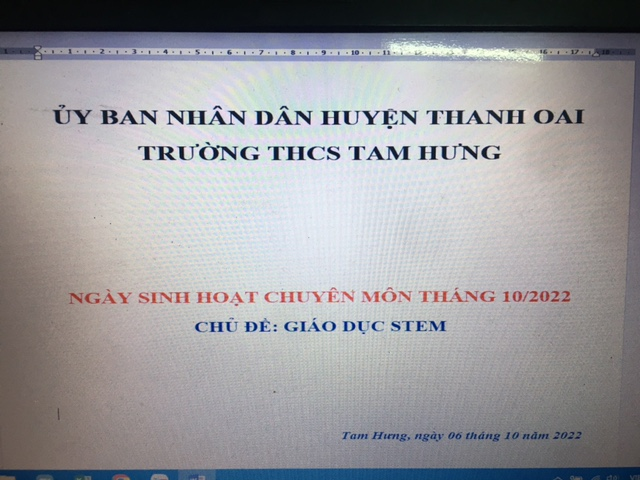 ỦY BAN NHÂN DÂN HUYỆN THANH OAI
TRƯỜNG THCS TAM HƯNG
NGÀY SINH HOẠT CHUYÊN MÔN THÁNG 10/2022
CHỦ ĐỀ: GIÁO DỤC STEM
Tam Hưng, ngày 06 tháng 10 năm 2022